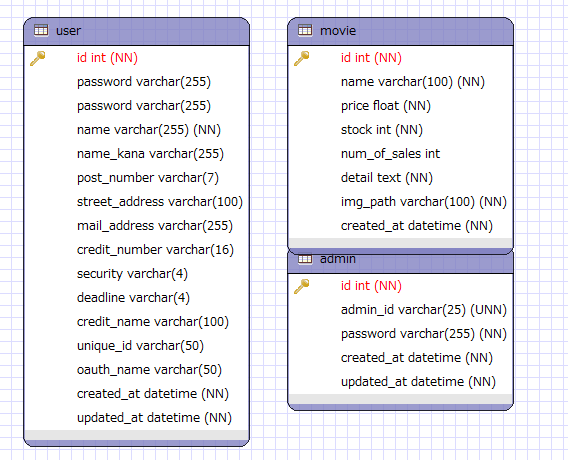 user
id int (NN)
password varchar(255)
password varchar(255)
name varchar(255) (NN)
name_kana varchar(255)
post_number varchar(7)
street_address varchar(100)
mail_address varchar(255)
credit_number varchar(16)
security varchar(4)
deadline varchar(4)
credit_name varchar(100)
unique_id varchar(50)
oauth_name varchar(50)
created_at datetime (NN)
updated_at datetime (NN)
movie
id int (NN)
name varchar(100) (NN)
price float (NN)
stock int (NN)
num_of_sales int
detail text (NN)
img_path varchar(100) (NN)
created_at datetime (NN)
admin
id int (NN)
admin_id varchar(25) (UNN)
password varchar(255) (NN)
created_at datetime (NN)
updated_at datetime (NN)